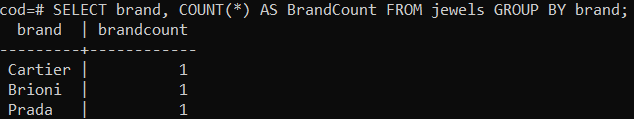 cod=# SELECT brand, COUNT(*) AS BrandCount FROM jewels GROUP BY brand;
  brand  | brandcount
---------+------------
 Cartier |          1
 Brioni  |          1
 Prada   |          1